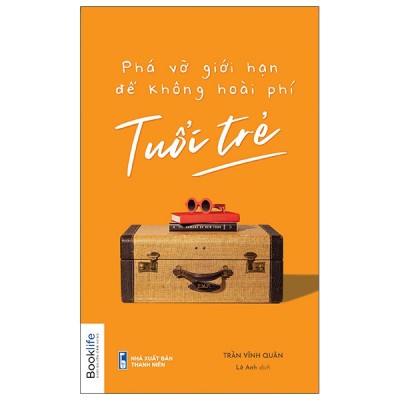 Phá vỡ giới hạn
để không hoài phí
Tuổi trẻ
Booklife
NHÀ XUẤT BẢN
THANH NIÊN
TRẦN VĨNH QUÂN
Lê Anh dịch